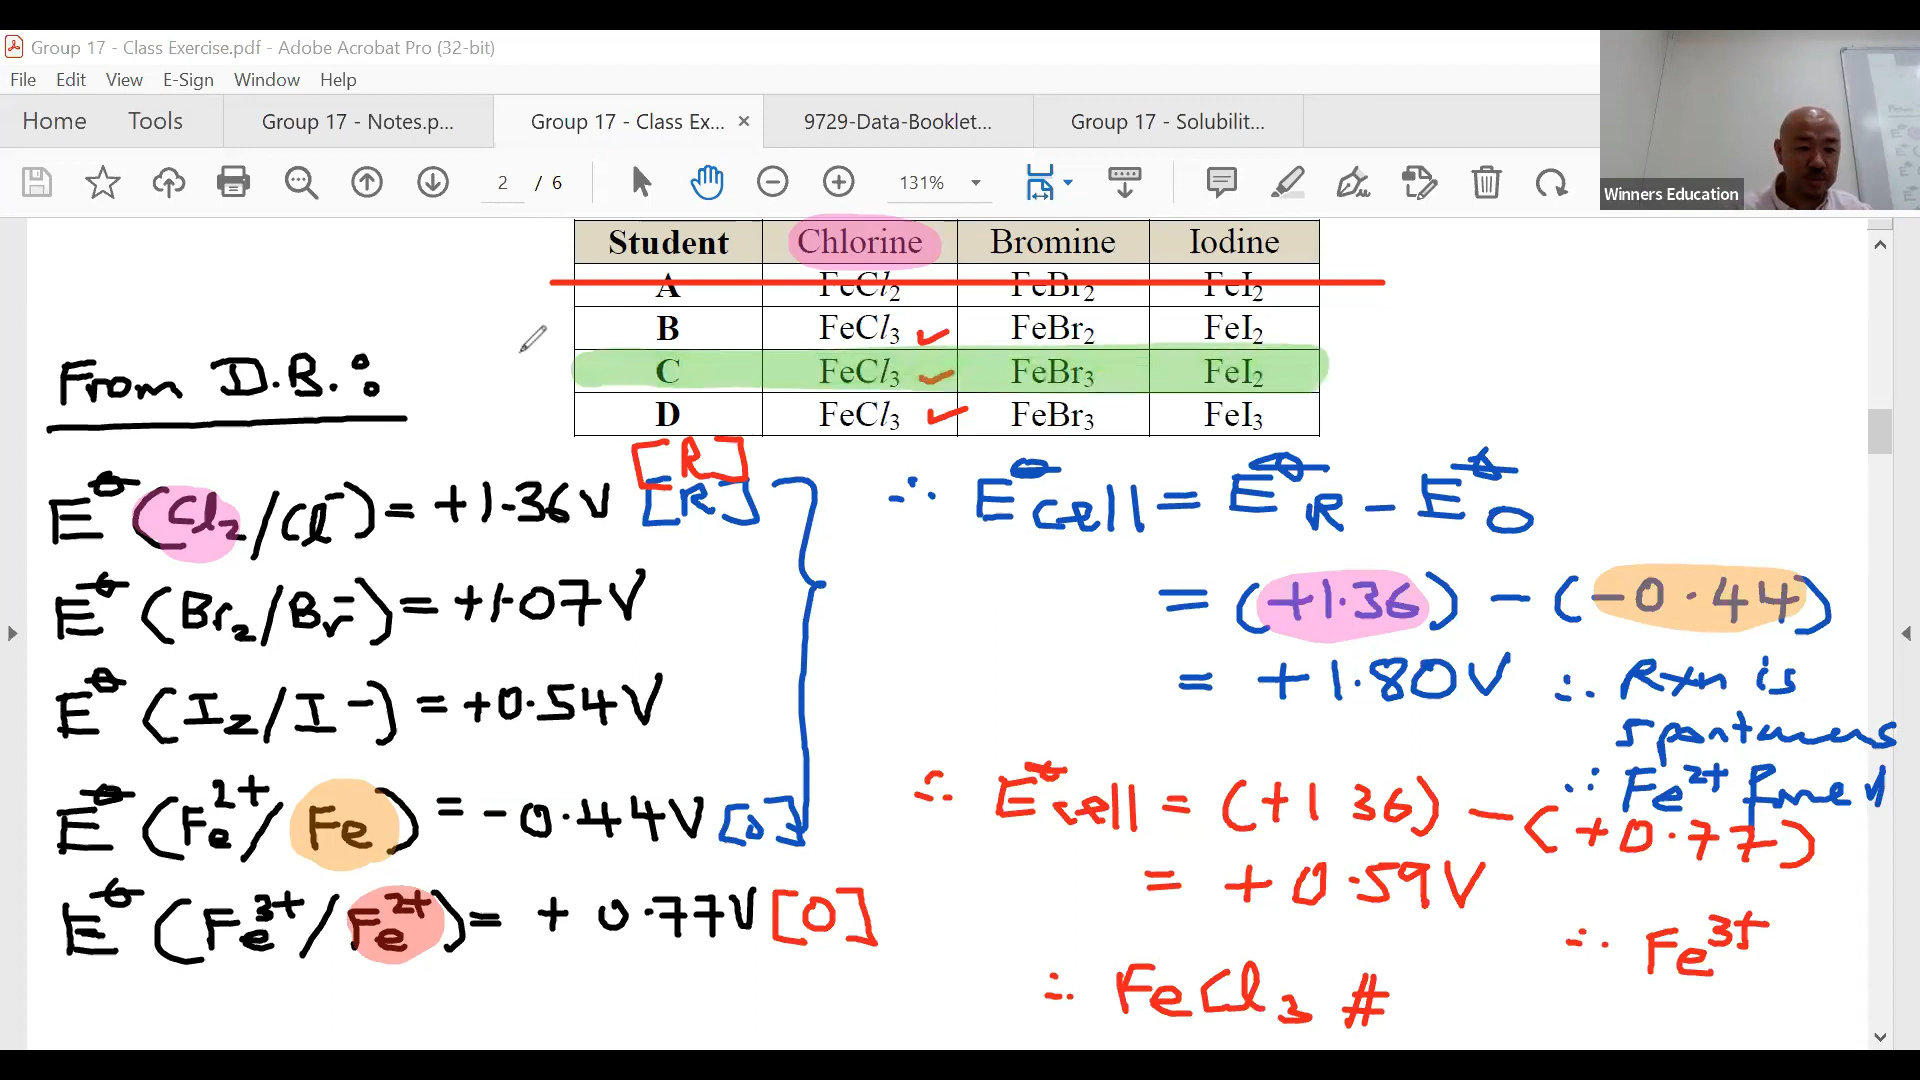 Group 17 - Class Exercise.pdf - Adobe Acrobat Pro (32-bit)
File Edit View E-Sign Window Help
Home Tools Group 17 - Notes.p... Group 17 - Class Ex... × 9729-Data-Booklet... Group 17 - Solubilit...
2 / 6 131%
Winners Education
Student Chlorine Bromine Iodine
A FeCl₂ FeBr₂ FeI₂
B FeCl₃ ✓ FeBr₂ FeI₂
C FeCl₃ ✓ FeBr₃ FeI₂
D FeCl₃ ✓ FeBr₃ FeI₃
From D.B.:
[R]
E⦵(Cl₂/Cl⁻) = +1.36V [R]
E⦵(Br₂/Br⁻) = +1.07V
E⦵(I₂/I⁻) = +0.54V
E⦵(Fe²⁺/Fe) = -0.44V [O]
E⦵(Fe³⁺/Fe²⁺) = +0.77V [O]
∴ E⦵cell = E⦵R - E⦵O
= (+1.36) - (-0.44)
= +1.80V ∴ Rxn is
spontaneous
∴ Fe²⁺ formed
∴ E⦵cell = (+1.36) - (+0.77)
= +0.59V
∴ Fe³⁺
∴ FeCl₃ #